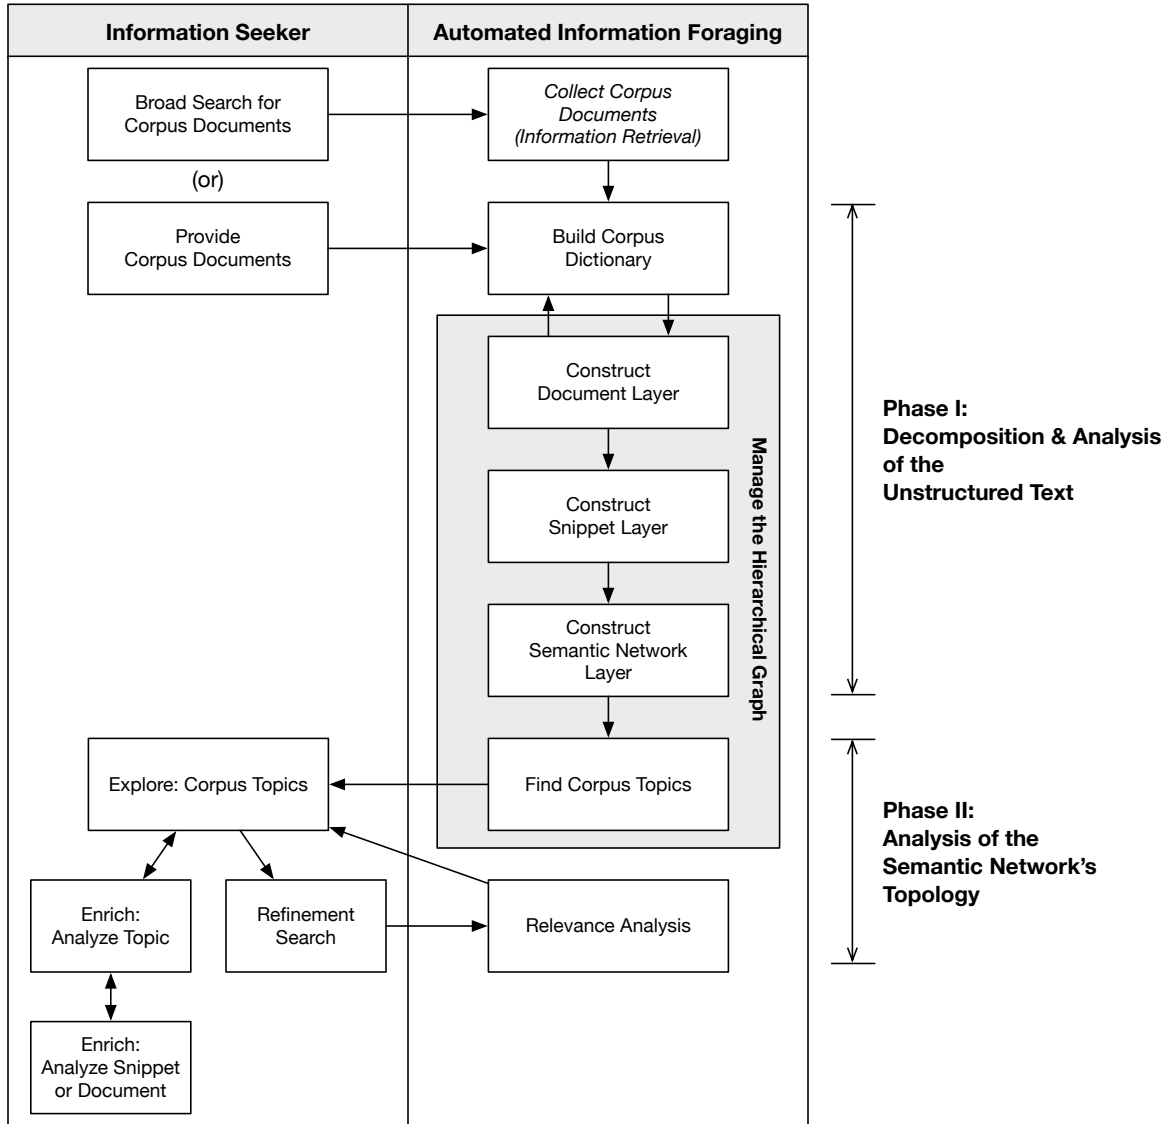 Information Seeker
Automated Information Foraging
Broad Search for
Corpus Documents
Collect Corpus
Documents
(Information Retrieval)
(or)
Provide
Corpus Documents
Build Corpus
Dictionary
Construct
Document Layer
Construct
Snippet Layer
Construct
Semantic Network
Layer
Manage the Hierarchical Graph
Phase I:
Decomposition & Analysis
of the
Unstructured Text
Explore: Corpus Topics
Find Corpus Topics
Enrich:
Analyze Topic
Refinement
Search
Relevance Analysis
Phase II:
Analysis of the
Semantic Network’s
Topology
Enrich:
Analyze Snippet
or Document